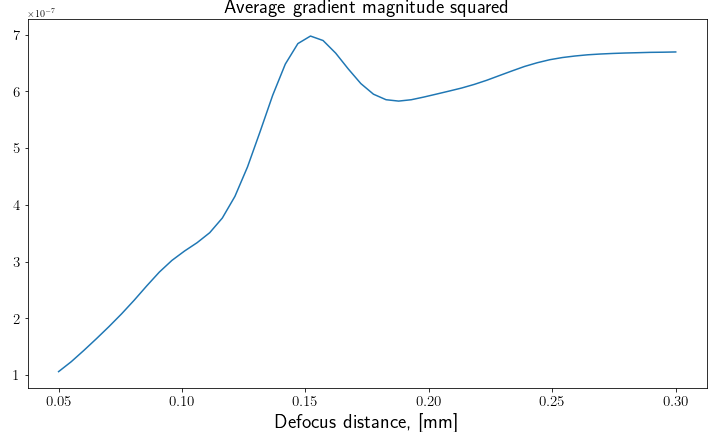 Average gradient magnitude squared
×10⁻⁷
7
6
5
4
3
2
1
0.05 0.10 0.15 0.20 0.25 0.30
Defocus distance, [mm]